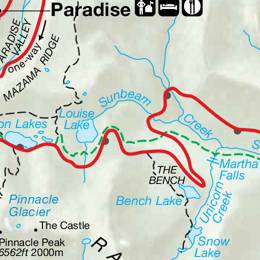 Paradise
PARADISE
VALLEY
one-way
MAZAMA RIDGE
Sunbeam
Creek
Louise
Lake
on Lakes
S
Martha
Falls
THE
BENCH
Bench Lake
Unicorn
Creek
Pinnacle
Glacier
The Castle
Pinnacle Peak
6562ft 2000m
RA
Snow
Lake